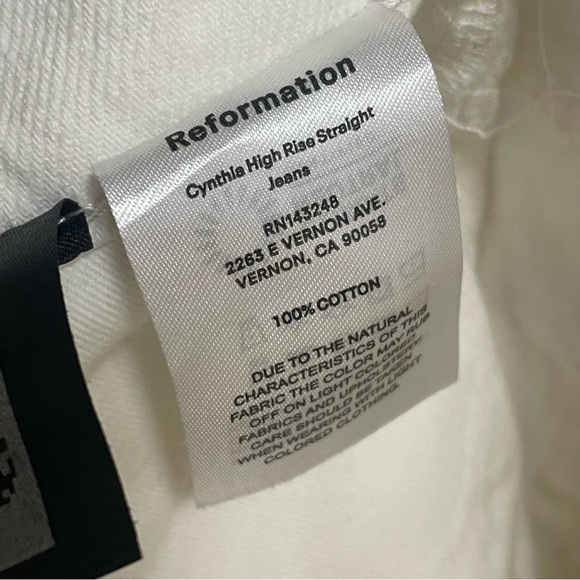 Reformation
Cynthia High Rise Straight
Jeans
RN143248
2263 E VERNON AVE.
VERNON, CA 90058
100% COTTON
DUE TO THE NATURAL
CHARACTERISTICS OF THIS
FABRIC THE COLOR MAY RUB
OFF ON LIGHT COLORED
FABRICS AND UPHOLSTERY.
CARE SHOULD BE TAKEN
WHEN WEARING WITH LIGHT
COLORED CLOTHING.